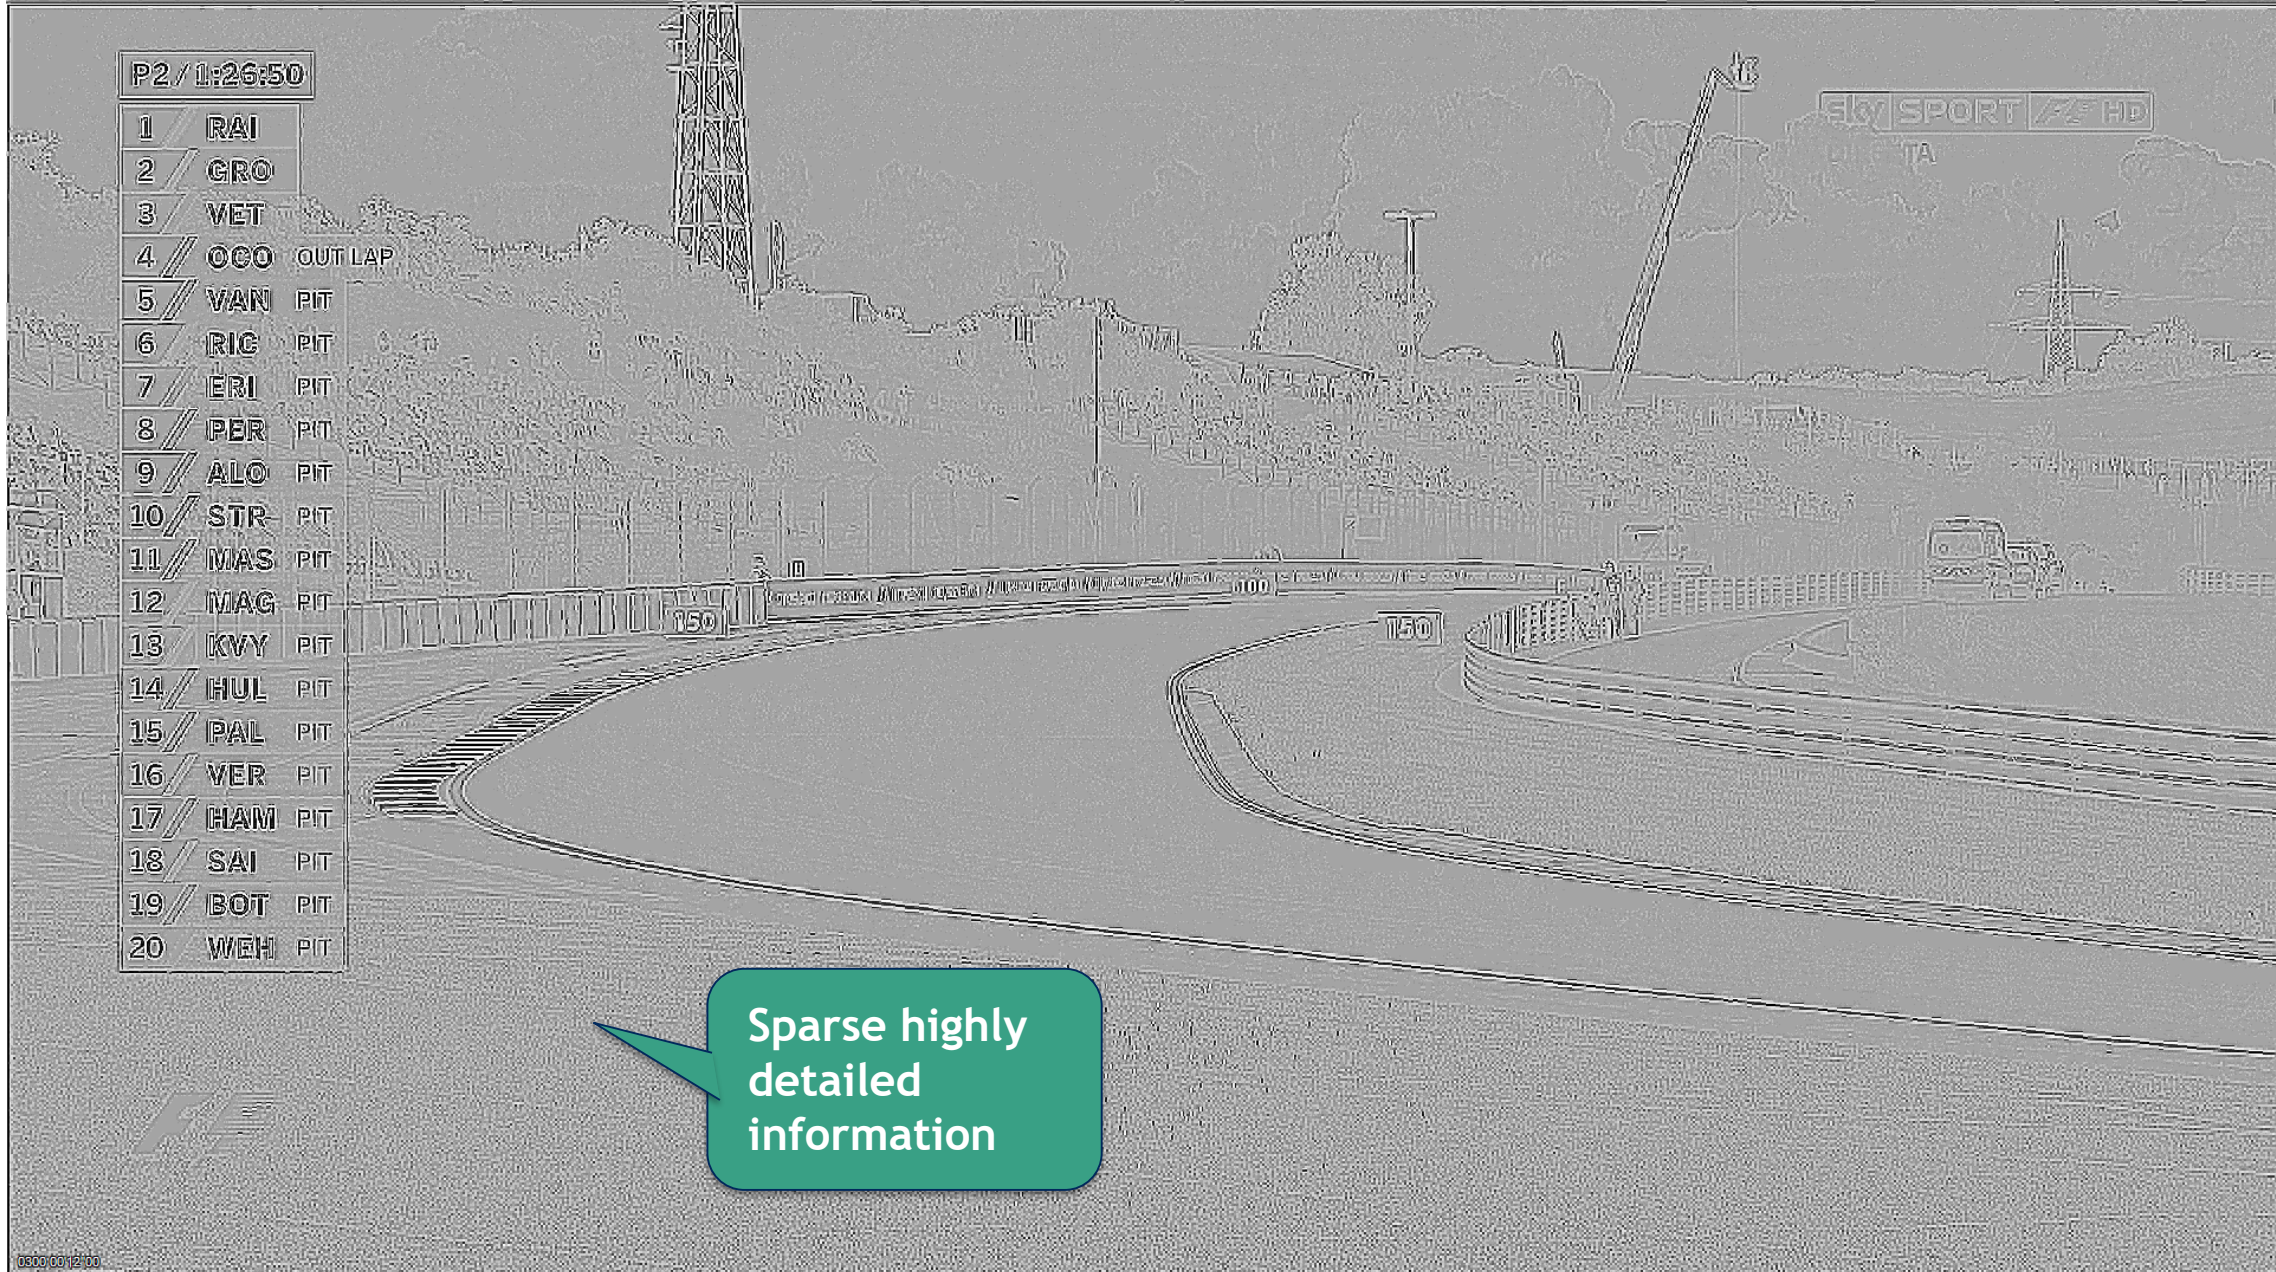 P2 / 1:26:50
1 RAI
2 GRO
3 VET
4 OCO OUT LAP
5 VAN PIT
6 RIC PIT
7 ERI PIT
8 PER PIT
9 ALO PIT
10 STR PIT
11 MAS PIT
12 MAG PIT
13 KVY PIT
14 HUL PIT
15 PAL PIT
16 VER PIT
17 HAM PIT
18 SAI PIT
19 BOT PIT
20 WEH PIT
sky SPORT F1 HD
150
150
Sparse highly
detailed
information
F1